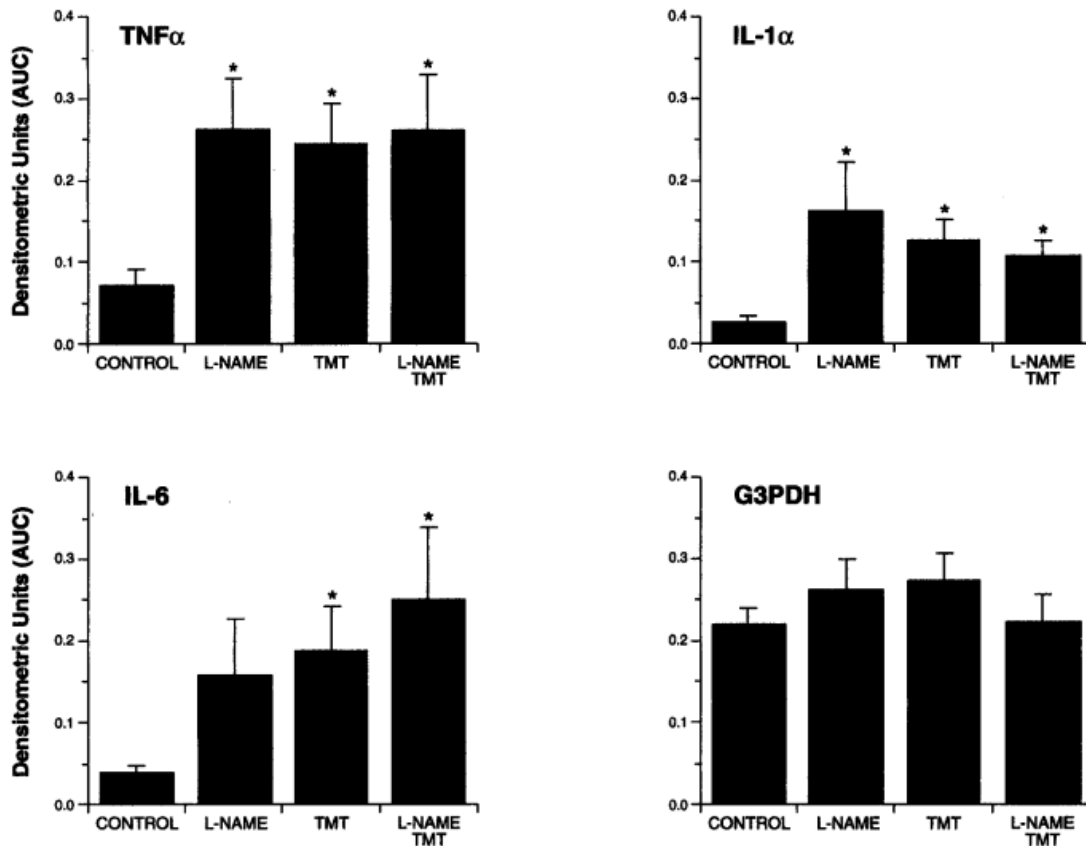 TNFα
Densitometric Units (AUC)
0.4
0.3
0.2
0.1
0.0
*
*
*
CONTROL
L-NAME
TMT
L-NAME
TMT
IL-1α
0.4
0.3
0.2
0.1
0.0
*
*
*
CONTROL
L-NAME
TMT
L-NAME
TMT
IL-6
Densitometric Units (AUC)
0.4
0.3
0.2
0.1
0.0
*
*
CONTROL
L-NAME
TMT
L-NAME
TMT
G3PDH
0.4
0.3
0.2
0.1
0.0
CONTROL
L-NAME
TMT
L-NAME
TMT